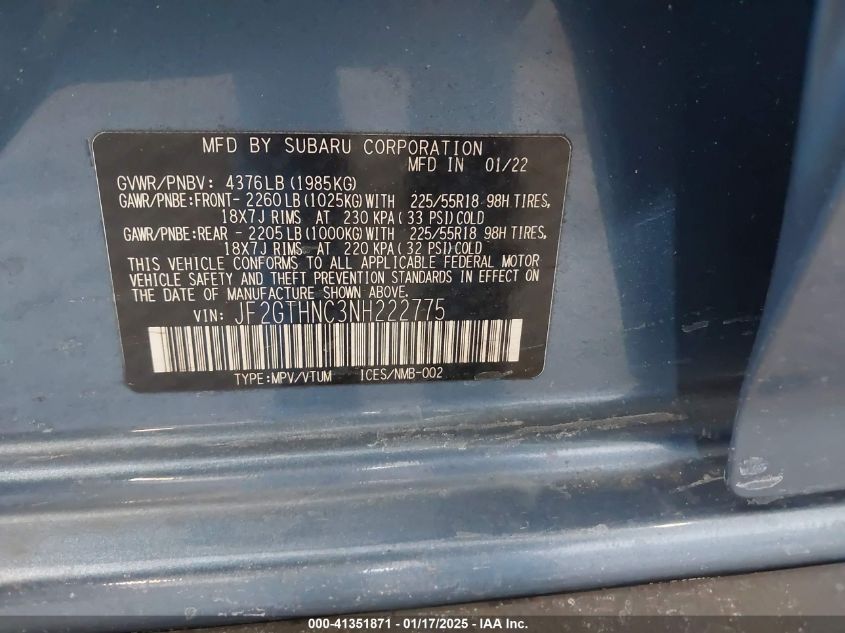 MFD BY SUBARU CORPORATION
MFD IN 01/22
GVWR/PNBV: 4376LB(1985KG)
GAWR/PNBE:FRONT- 2260LB(1025KG)WITH 225/55R18 98H TIRES,
18X7J RIMS AT 230 KPA(33 PSI)COLD
GAWR/PNBE:REAR - 2205LB(1000KG)WITH 225/55R18 98H TIRES,
18X7J RIMS AT 220 KPA(32 PSI)COLD
THIS VEHICLE CONFORMS TO ALL APPLICABLE FEDERAL MOTOR
VEHICLE SAFETY AND THEFT PREVENTION STANDARDS IN EFFECT ON
THE DATE OF MANUFACTURE SHOWN ABOVE.
VIN: JF2GTHNC3NH222775
TYPE:MPV/VTUM ICES/NMB-002
000-41351871 / 01/17/2025 - IAA Inc.